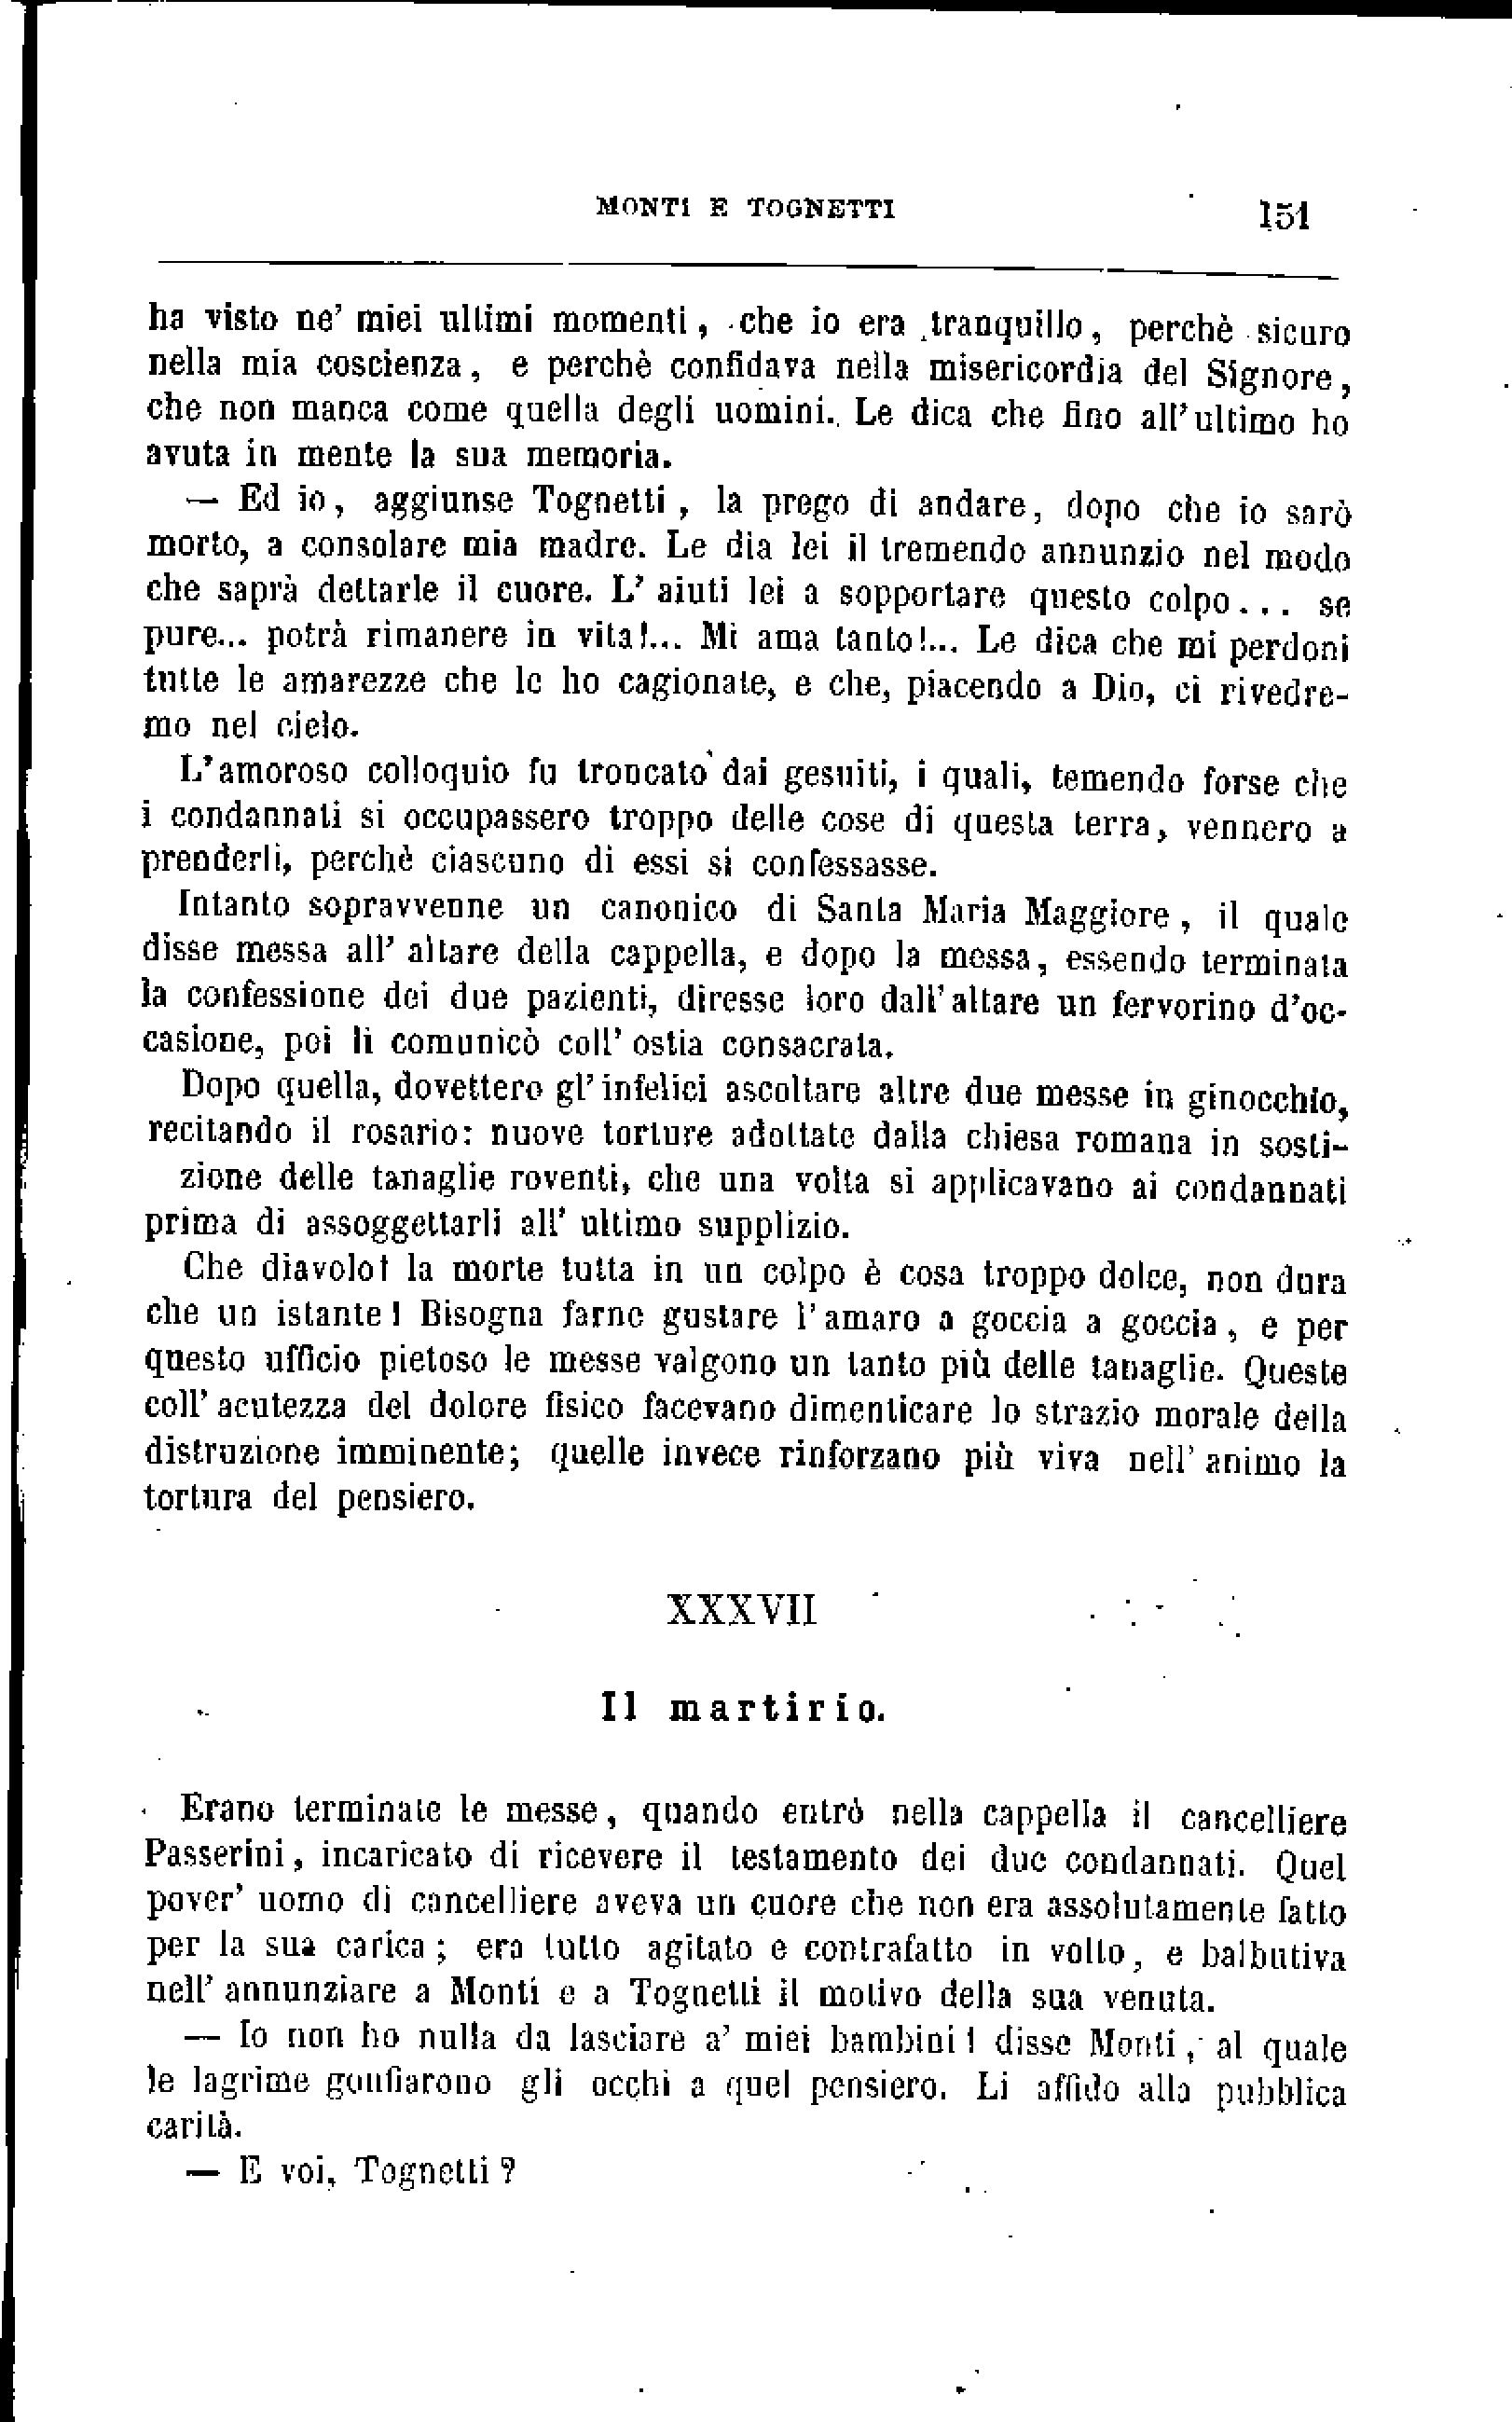 MONTI E TOGNETTI 151
ha visto ne' miei ultimi momenti, che io era tranquillo, perchè sicuro
nella mia coscienza, e perchè confidava nella misericordia del Signore,
che non manca come quella degli uomini. Le dica che fino all'ultimo ho
avuta in mente la sua memoria.
— Ed io, aggiunse Tognetti, la prego di andare, dopo che io sarò
morto, a consolare mia madre. Le dia lei il tremendo annunzio nel modo
che saprà dettarle il cuore. L'aiuti lei a sopportare questo colpo... se
pure... potrà rimanere in vita!... Mi ama tanto!... Le dica che mi perdoni
tutte le amarezze che le ho cagionate, e che, piacendo a Dio, ci rivedre-
mo nel cielo.
L'amoroso colloquio fu troncato dai gesuiti, i quali, temendo forse che
i condannati si occupassero troppo delle cose di questa terra, vennero a
prenderli, perchè ciascuno di essi si confessasse.
Intanto sopravvenne un canonico di Santa Maria Maggiore, il quale
disse messa all'altare della cappella, e dopo la messa, essendo terminata
la confessione dei due pazienti, diresse loro dall'altare un fervorino d'oc-
casione, poi li comunicò coll'ostia consacrata.
Dopo quella, dovettero gl'infelici ascoltare altre due messe in ginocchio,
recitando il rosario: nuove torture adottate dalla chiesa romana in sosti-
zione delle tanaglie roventi, che una volta si applicavano ai condannati
prima di assoggettarli all'ultimo supplizio.
Che diavolo! la morte tutta in un colpo è cosa troppo dolce, non dura
che un istante! Bisogna farne gustare l'amaro a goccia a goccia, e per
questo ufficio pietoso le messe valgono un tanto più delle tanaglie. Queste
coll'acutezza del dolore fisico facevano dimenticare lo strazio morale della
distruzione imminente; quelle invece rinforzano più viva nell'animo la
tortura del pensiero.
XXXVII
Il martirio.
Erano terminate le messe, quando entrò nella cappella il cancelliere
Passerini, incaricato di ricevere il testamento dei due condannati. Quel
pover'uomo di cancelliere aveva un cuore che non era assolutamente fatto
per la sua carica; era tutto agitato e contrafatto in volto, e balbutiva
nell'annunziare a Monti e a Tognetti il motivo della sua venuta.
— Io non ho nulla da lasciare a' miei bambini! disse Monti, al quale
le lagrime gonfiarono gli occhi a quel pensiero. Li affido alla pubblica
carità.
— E voi, Tognetti?